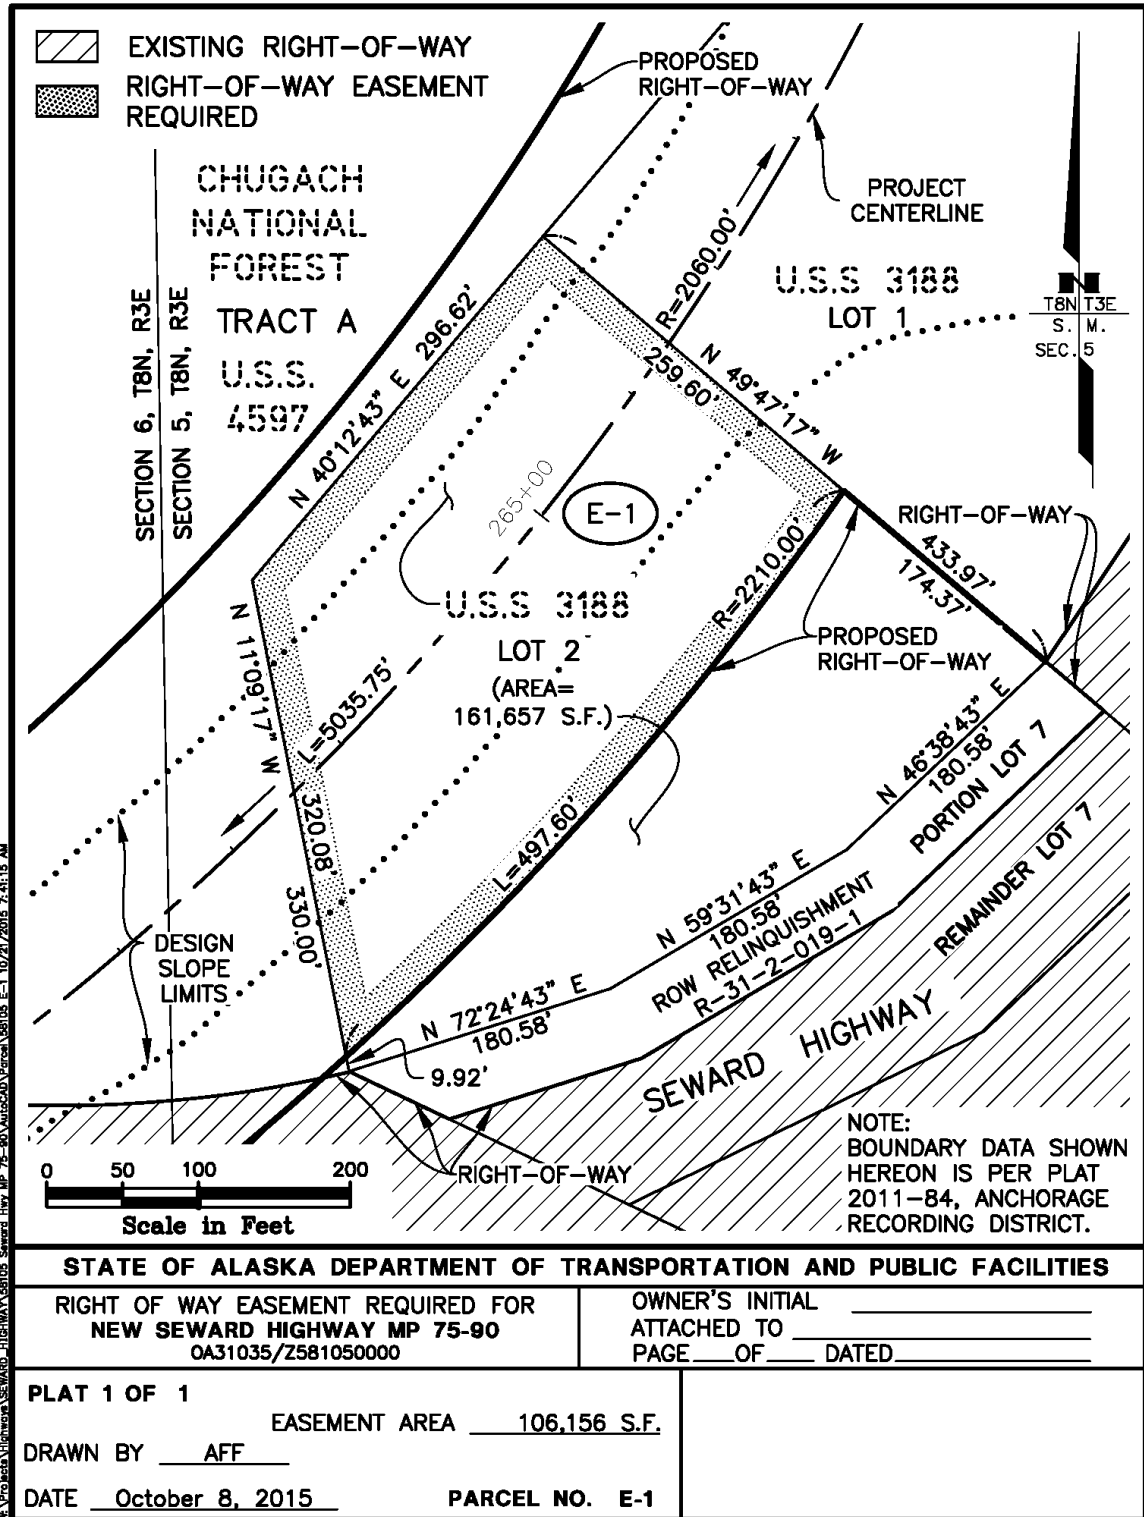 EXISTING RIGHT-OF-WAY
RIGHT-OF-WAY EASEMENT
REQUIRED
PROPOSED
RIGHT-OF-WAY
PROJECT
CENTERLINE
CHUGACH
NATIONAL
FOREST
TRACT A
U.S.S.
4597
SECTION 6, T8N, R3E
SECTION 5, T8N, R3E
N 40°12'43" E 296.62'
R=2060.00'
U.S.S 3188
LOT 1
N
T8N T3E
S. M.
SEC. 5
N 49°47'17" W
259.60'
265+00
E-1
RIGHT-OF-WAY
433.97'
174.37'
R=2210.00'
U.S.S 3188
LOT 2
(AREA=
161,657 S.F.)
PROPOSED
RIGHT-OF-WAY
N 11°09'17" W
320.08'
330.00'
L=5035.75'
L=497.60'
N 46°38'43" E
180.58'
PORTION LOT 7
REMAINDER LOT 7
N 59°31'43" E
180.58'
ROW RELINQUISHMENT
R-31-2-019-1
DESIGN
SLOPE
LIMITS
N 72°24'43" E
180.58'
9.92'
SEWARD HIGHWAY
RIGHT-OF-WAY
NOTE:
BOUNDARY DATA SHOWN
HEREON IS PER PLAT
2011-84, ANCHORAGE
RECORDING DISTRICT.
0 50 100 200
Scale in Feet
STATE OF ALASKA DEPARTMENT OF TRANSPORTATION AND PUBLIC FACILITIES
RIGHT OF WAY EASEMENT REQUIRED FOR
NEW SEWARD HIGHWAY MP 75-90
0A31035/Z581050000
OWNER'S INITIAL
ATTACHED TO
PAGE OF DATED
PLAT 1 OF 1
EASEMENT AREA 106,156 S.F.
DRAWN BY AFF
DATE October 8, 2015
PARCEL NO. E-1